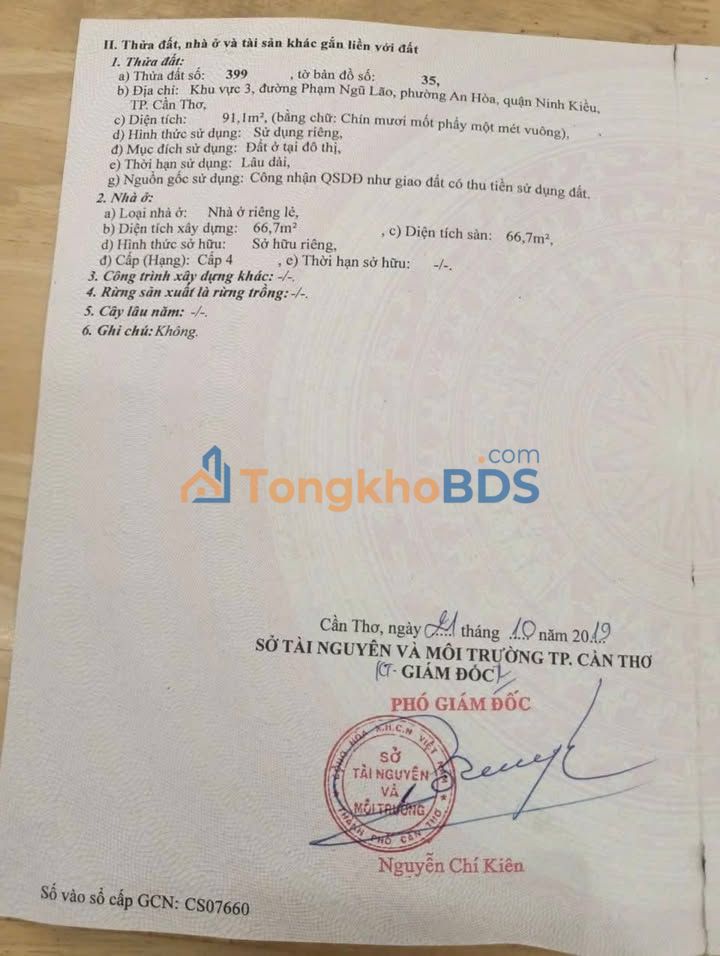 II. Thửa đất, nhà ở và tài sản khác gắn liền với đất
1. Thửa đất:
a) Thửa đất số: 399 , tờ bản đồ số: 35,
b) Địa chỉ: Khu vực 3, đường Phạm Ngũ Lão, phường An Hòa, quận Ninh Kiều,
TP. Cần Thơ,
c) Diện tích: 91,1m², (bằng chữ: Chín mươi mốt phẩy một mét vuông),
d) Hình thức sử dụng: Sử dụng riêng,
đ) Mục đích sử dụng: Đất ở tại đô thị,
e) Thời hạn sử dụng: Lâu dài,
g) Nguồn gốc sử dụng: Công nhận QSDĐ như giao đất có thu tiền sử dụng đất.
2. Nhà ở:
a) Loại nhà ở: Nhà ở riêng lẻ,
b) Diện tích xây dựng: 66,7m² , c) Diện tích sàn: 66,7m²,
d) Hình thức sở hữu: Sở hữu riêng,
đ) Cấp (Hạng): Cấp 4 , e) Thời hạn sở hữu: -/-.
3. Công trình xây dựng khác: -/-.
4. Rừng sản xuất là rừng trồng: -/-.
5. Cây lâu năm: -/-.
6. Ghi chú: Không.
TongkhoBDS.com
Cần Thơ, ngày 21 tháng 10 năm 2019
SỞ TÀI NGUYÊN VÀ MÔI TRƯỜNG TP. CẦN THƠ
KT. GIÁM ĐỐC
PHÓ GIÁM ĐỐC
CỘNG HÒA X.H.C.N VIỆT NAM
SỞ
TÀI NGUYÊN
VÀ
MÔI TRƯỜNG
THÀNH PHỐ CẦN THƠ
Nguyễn Chí Kiên
Số vào sổ cấp GCN: CS07660